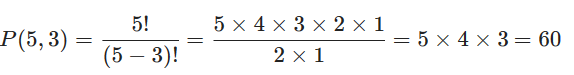 P(5,3) = 5!/(5 − 3)! = (5 × 4 × 3 × 2 × 1)/(2 × 1) = 5 × 4 × 3 = 60